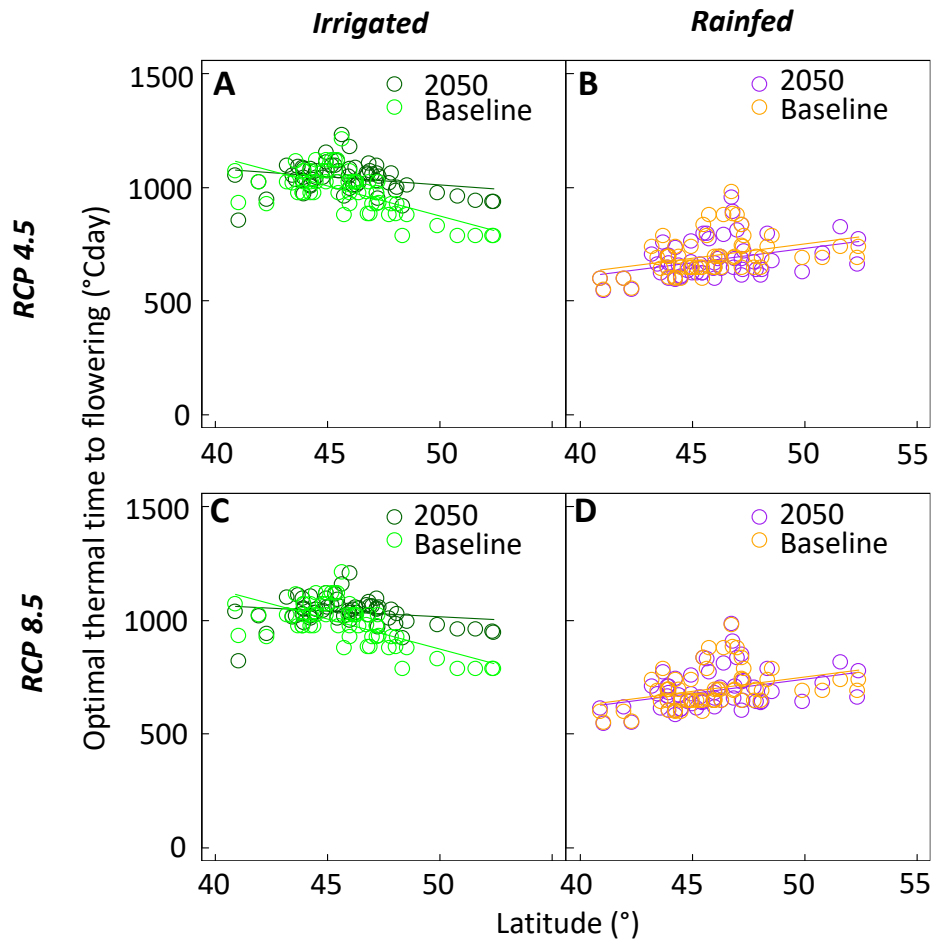 Irrigated
Rainfed
RCP 4.5
RCP 8.5
Optimal thermal time to flowering (°Cday)
1500
1000
500
0
A
2050
Baseline
B
2050
Baseline
40
45
50
40
45
50
55
1500
1000
500
0
C
2050
Baseline
D
2050
Baseline
40
45
50
40
45
50
55
Latitude (°)